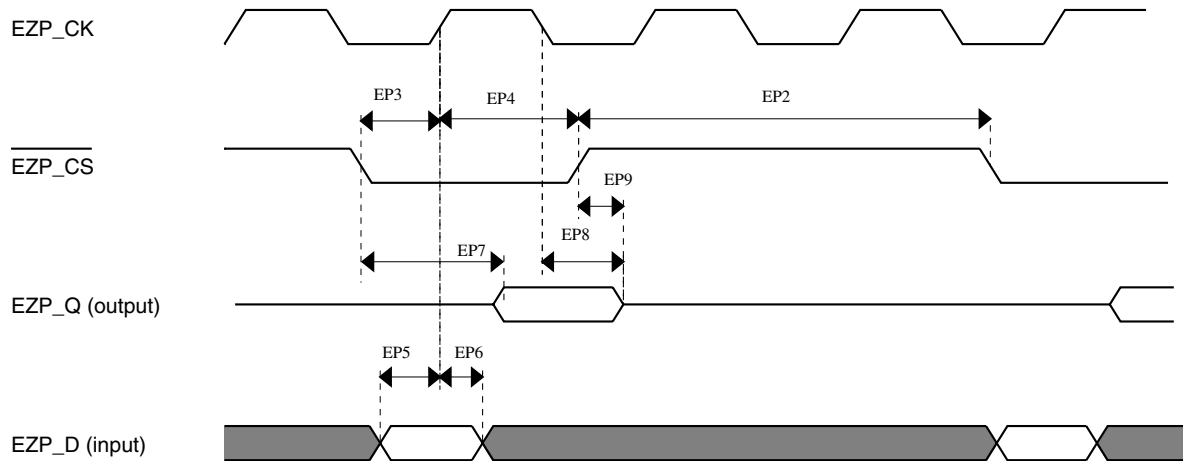 EZP_CK
EP3
EP4
EP2
EZP_CS
EP9
EP8
EP7
EZP_Q (output)
EP5
EP6
EZP_D (input)